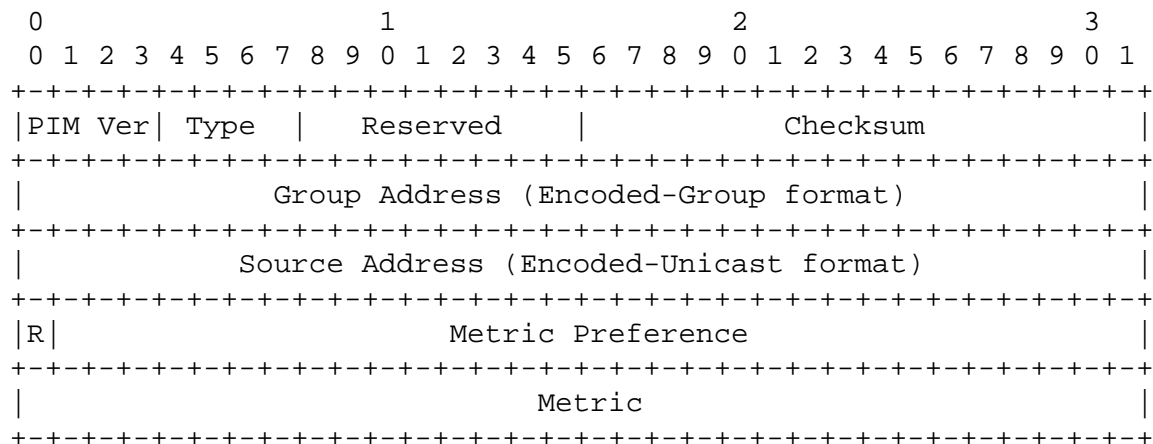 0                   1                   2                   3
 0 1 2 3 4 5 6 7 8 9 0 1 2 3 4 5 6 7 8 9 0 1 2 3 4 5 6 7 8 9 0 1
+-+-+-+-+-+-+-+-+-+-+-+-+-+-+-+-+-+-+-+-+-+-+-+-+-+-+-+-+-+-+-+-+
|PIM Ver| Type  |   Reserved    |           Checksum            |
+-+-+-+-+-+-+-+-+-+-+-+-+-+-+-+-+-+-+-+-+-+-+-+-+-+-+-+-+-+-+-+-+
|              Group Address (Encoded-Group format)             |
+-+-+-+-+-+-+-+-+-+-+-+-+-+-+-+-+-+-+-+-+-+-+-+-+-+-+-+-+-+-+-+-+
|            Source Address (Encoded-Unicast format)            |
+-+-+-+-+-+-+-+-+-+-+-+-+-+-+-+-+-+-+-+-+-+-+-+-+-+-+-+-+-+-+-+-+
|R|                      Metric Preference                      |
+-+-+-+-+-+-+-+-+-+-+-+-+-+-+-+-+-+-+-+-+-+-+-+-+-+-+-+-+-+-+-+-+
|                             Metric                            |
+-+-+-+-+-+-+-+-+-+-+-+-+-+-+-+-+-+-+-+-+-+-+-+-+-+-+-+-+-+-+-+-+